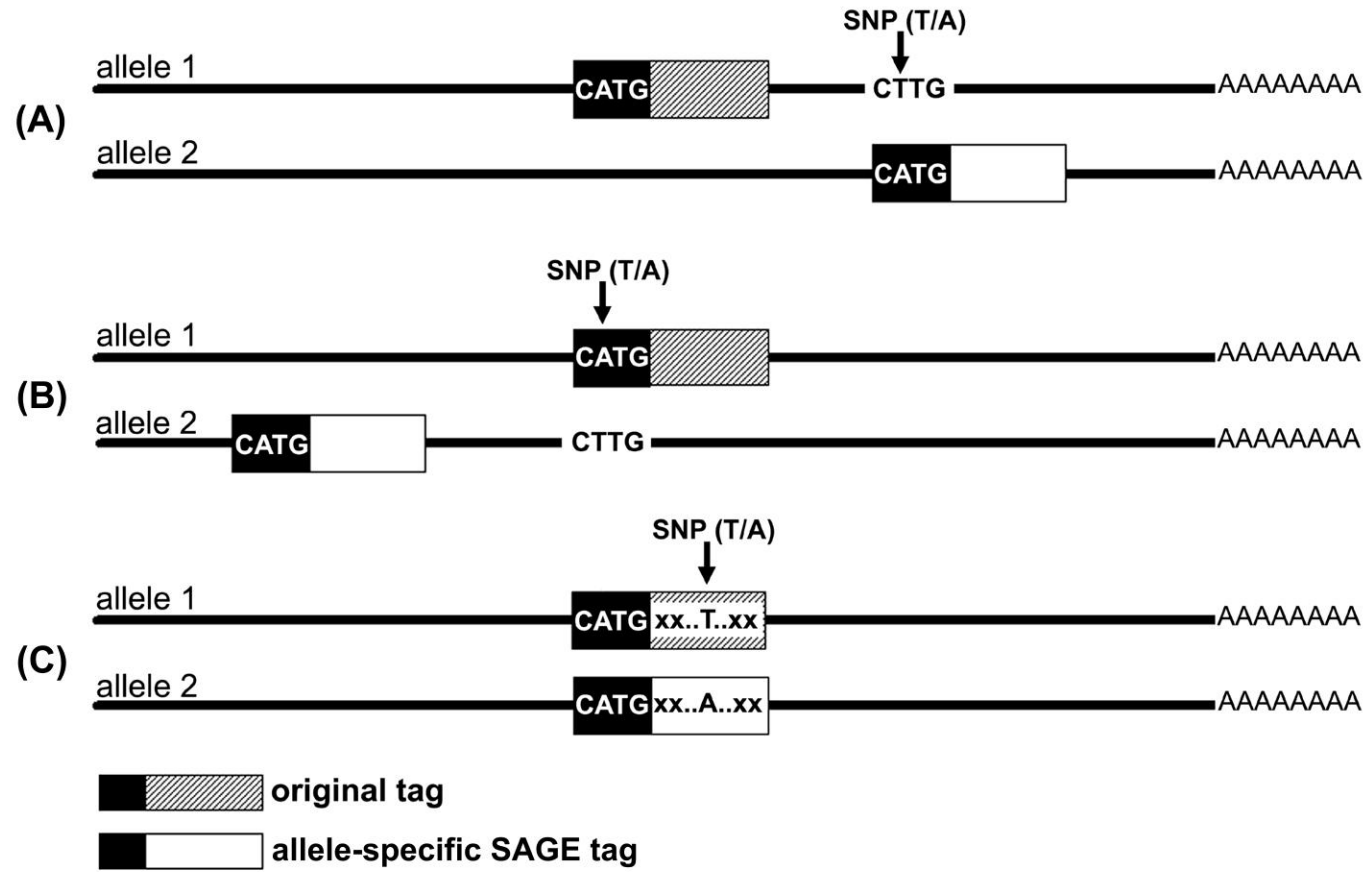 SNP (T/A)
allele 1
CATG
CTTG
AAAAAAAA
(A)
allele 2
CATG
AAAAAAAA
SNP (T/A)
allele 1
CATG
AAAAAAAA
(B)
allele 2
CATG
CTTG
AAAAAAAA
SNP (T/A)
allele 1
CATG xx..T..xx
AAAAAAAA
(C)
allele 2
CATG xx..A..xx
AAAAAAAA
original tag
allele-specific SAGE tag